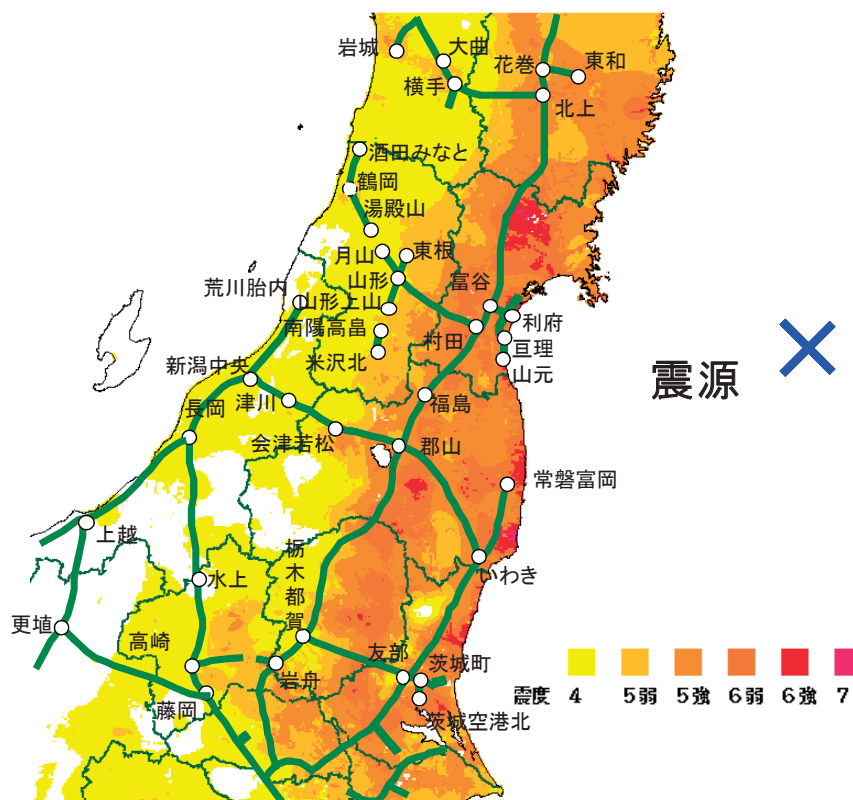 岩城
大曲
花巻
東和
横手
北上
酒田みなと
鶴岡
湯殿山
月山
東根
荒川胎内
山形
富谷
山形上山
利府
南陽高畠
村田
亘理
新潟中央
米沢北
山元
震源
長岡
津川
福島
会津若松
郡山
常磐富岡
上越
栃木都賀
水上
いわき
更埴
高崎
友部
茨城町
岩舟
藤岡
茨城空港北
震度 4 5弱 5強 6弱 6強 7